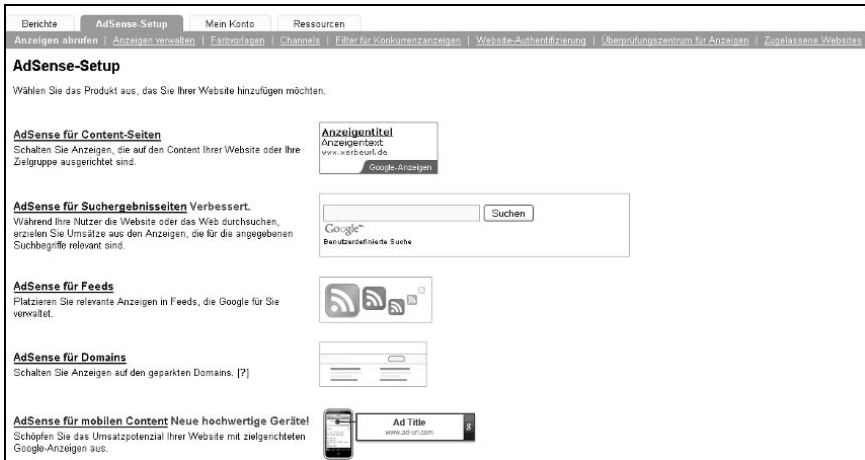 Berichte AdSense-Setup Mein Konto Ressourcen
Anzeigen abrufen | Anzeigen verwalten | Farbvorlagen | Channels | Filter für Konkurrenzanzeigen | Website-Authentifizierung | Überprüfungszentrum für Anzeigen | Zugelassene Websites
AdSense-Setup
Wählen Sie das Produkt aus, das Sie Ihrer Website hinzufügen möchten.
AdSense für Content-Seiten
Schalten Sie Anzeigen, die auf den Content Ihrer Website oder Ihre
Zielgruppe ausgerichtet sind.
Anzeigentitel
Anzeigentext
www.werbeurl.de
Google-Anzeigen
AdSense für Suchergebnisseiten Verbessert.
Während Ihre Nutzer die Website oder das Web durchsuchen,
erzielen Sie Umsätze aus den Anzeigen, die für die angegebenen
Suchbegriffe relevant sind.
Suchen
Google™
Benutzerdefinierte Suche
AdSense für Feeds
Platzieren Sie relevante Anzeigen in Feeds, die Google für Sie
verwaltet.
AdSense für Domains
Schalten Sie Anzeigen auf den geparkten Domains. [?]
AdSense für mobilen Content Neue hochwertige Geräte!
Schöpfen Sie das Umsatzpotenzial Ihrer Website mit zielgerichteten
Google-Anzeigen aus.
Ad Title
www.ad-url.com
g